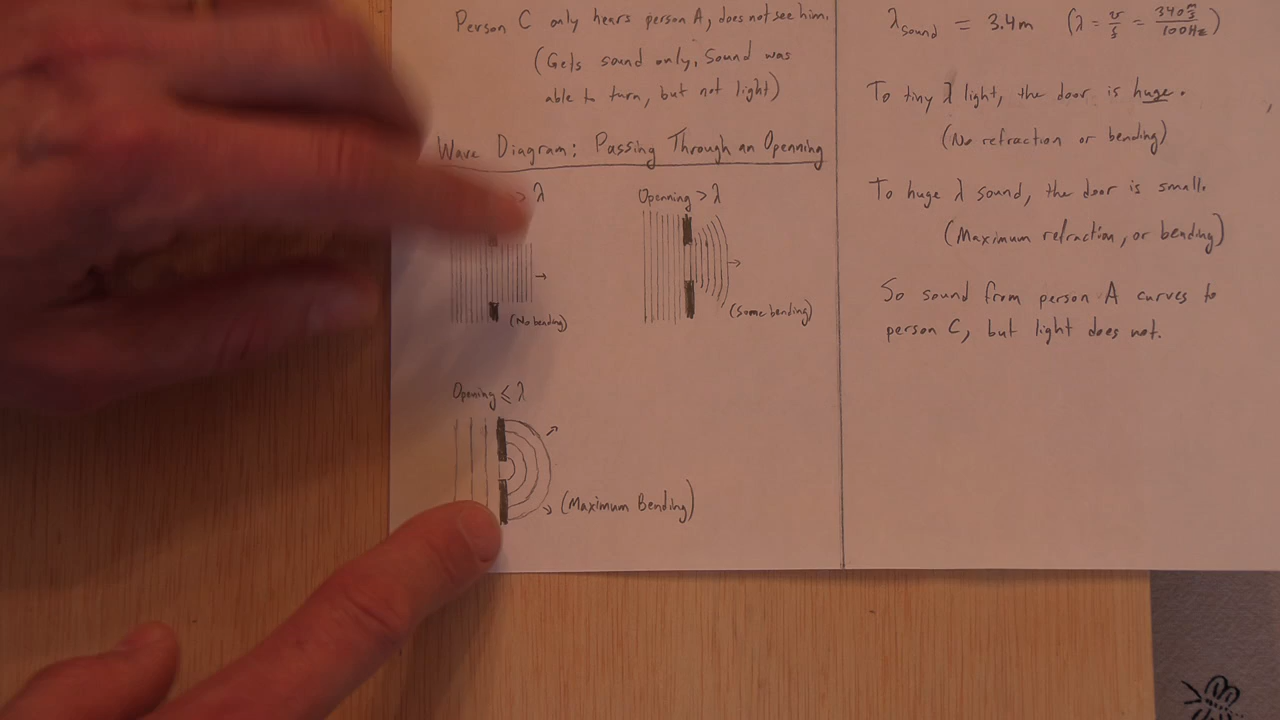 Person C only hears person A, does not see him.
(Gets sound only, Sound was
able to turn, but not light)
Wave Diagram: Passing Through an Openning
> λ
(No bending)
Openning > λ
(Some bending)
Opening ≤ λ
(Maximum Bending)
λsound = 3.4m (λ = v/f = 340 m/s / 100Hz)
To tiny λ light, the door is huge.
(No refraction or bending)
To huge λ sound, the door is small.
(Maximum refraction, or bending)
So sound from person A curves to
person C, but light does not.